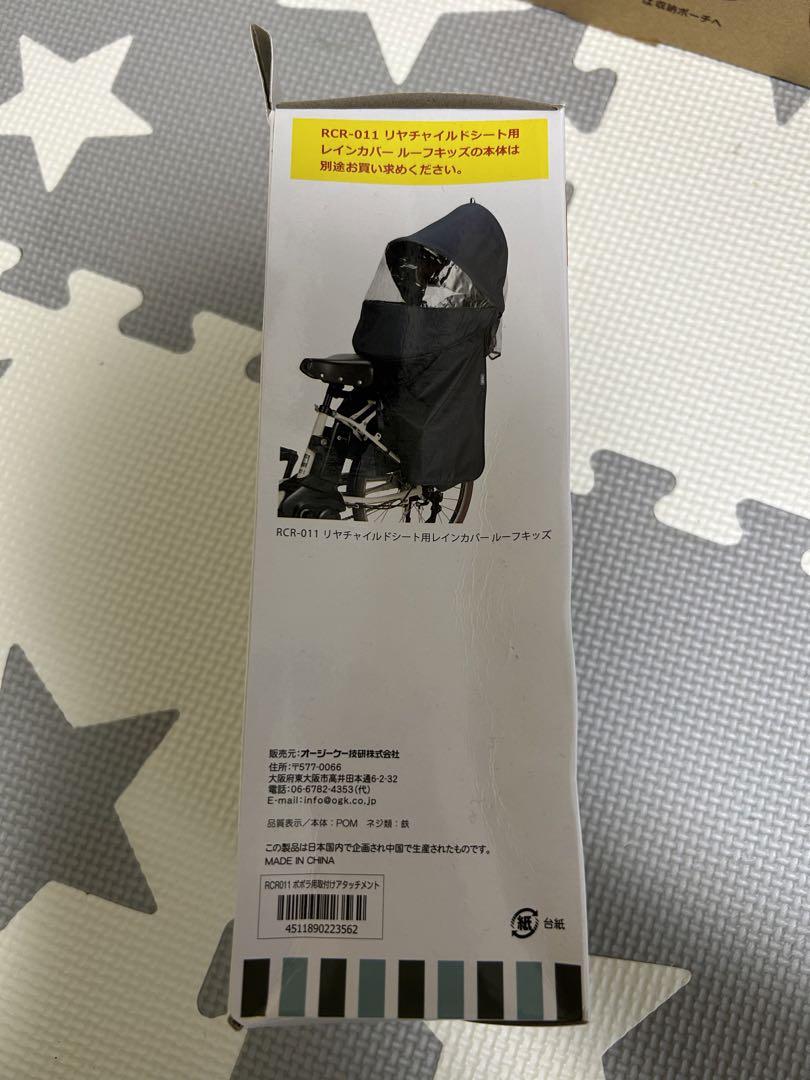 は収納ポーチへ
RCR-011 リヤチャイルドシート用
レインカバー ルーフキッズの本体は
別途お買い求めください。
RCR-011 リヤチャイルドシート用レインカバー ルーフキッズ
販売元：オージーケー技研株式会社
住所：〒577-0066
大阪府東大阪市高井田本通6-2-32
電話：06-6782-4353（代）
E-mail：info@ogk.co.jp
品質表示／本体：POM　ネジ類：鉄
この製品は日本国内で企画され中国で生産されたものです。
MADE IN CHINA
RCR011 ポポラ用取付けアタッチメント
4511890223562
紙 台紙